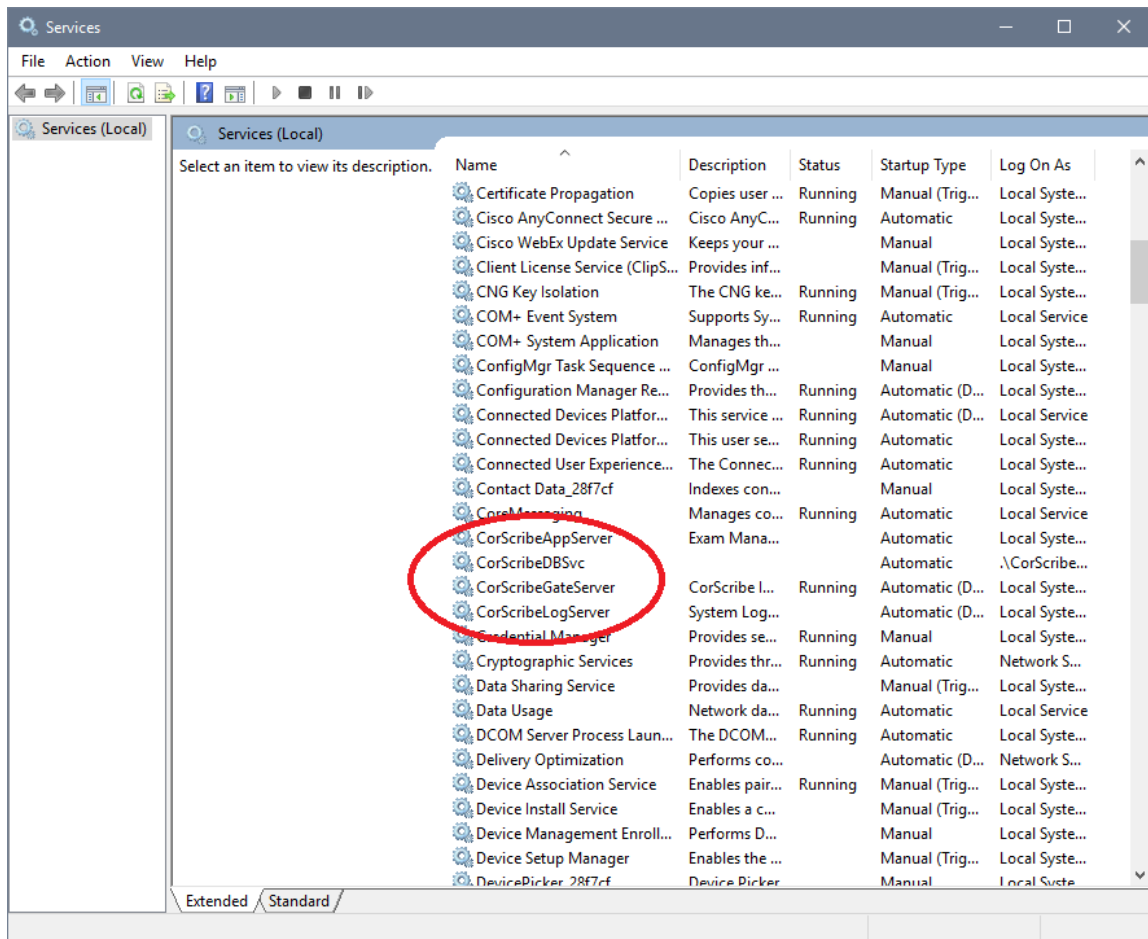 Services
File Action View Help
Services (Local)
Services (Local)
Select an item to view its description.
Name Description Status Startup Type Log On As
Certificate Propagation Copies user ... Running Manual (Trig... Local Syste...
Cisco AnyConnect Secure ... Cisco AnyC... Running Automatic Local Syste...
Cisco WebEx Update Service Keeps your ... Manual Local Syste...
Client License Service (ClipS... Provides inf... Manual (Trig... Local Syste...
CNG Key Isolation The CNG ke... Running Manual (Trig... Local Syste...
COM+ Event System Supports Sy... Running Automatic Local Service
COM+ System Application Manages th... Manual Local Syste...
ConfigMgr Task Sequence ... ConfigMgr ... Manual Local Syste...
Configuration Manager Re... Provides th... Running Automatic (D... Local Syste...
Connected Devices Platfor... This service ... Running Automatic (D... Local Service
Connected Devices Platfor... This user se... Running Automatic Local Syste...
Connected User Experience... The Connec... Running Automatic Local Syste...
Contact Data_28f7cf Indexes con... Manual Local Syste...
CoreMessaging Manages co... Running Automatic Local Service
CorScribeAppServer Exam Mana... Automatic Local Syste...
CorScribeDBSvc Automatic .\CorScribe...
CorScribeGateServer CorScribe I... Running Automatic (D... Local Syste...
CorScribeLogServer System Log... Automatic (D... Local Syste...
Credential Manager Provides se... Running Manual Local Syste...
Cryptographic Services Provides thr... Running Automatic Network S...
Data Sharing Service Provides da... Manual (Trig... Local Syste...
Data Usage Network da... Running Automatic Local Service
DCOM Server Process Laun... The DCOM... Running Automatic Local Syste...
Delivery Optimization Performs co... Automatic (D... Network S...
Device Association Service Enables pair... Running Manual (Trig... Local Syste...
Device Install Service Enables a c... Manual (Trig... Local Syste...
Device Management Enroll... Performs D... Manual Local Syste...
Device Setup Manager Enables the ... Manual (Trig... Local Syste...
DevicePicker_28f7cf Device Picker Manual Local Syste...
Extended Standard